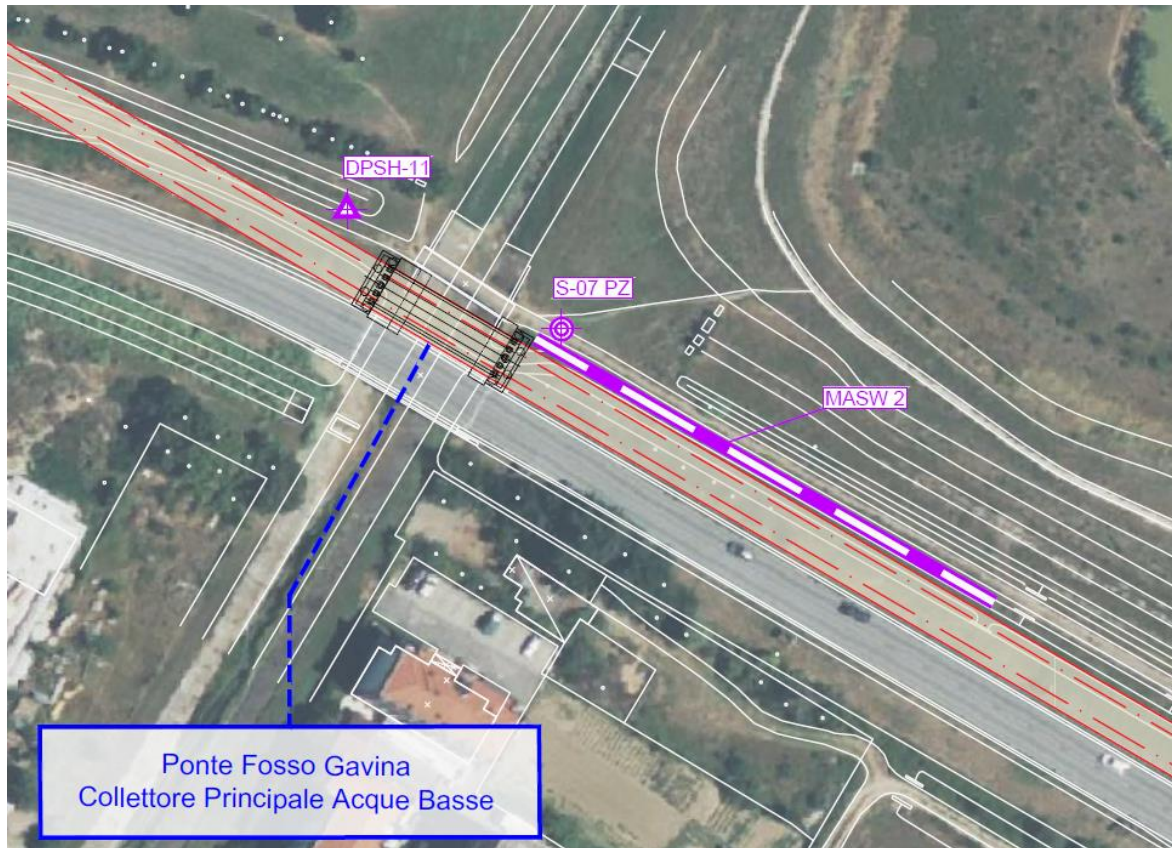 DPSH-11
S-07 PZ
MASW 2
Ponte Fosso Gavina
Collettore Principale Acque Basse